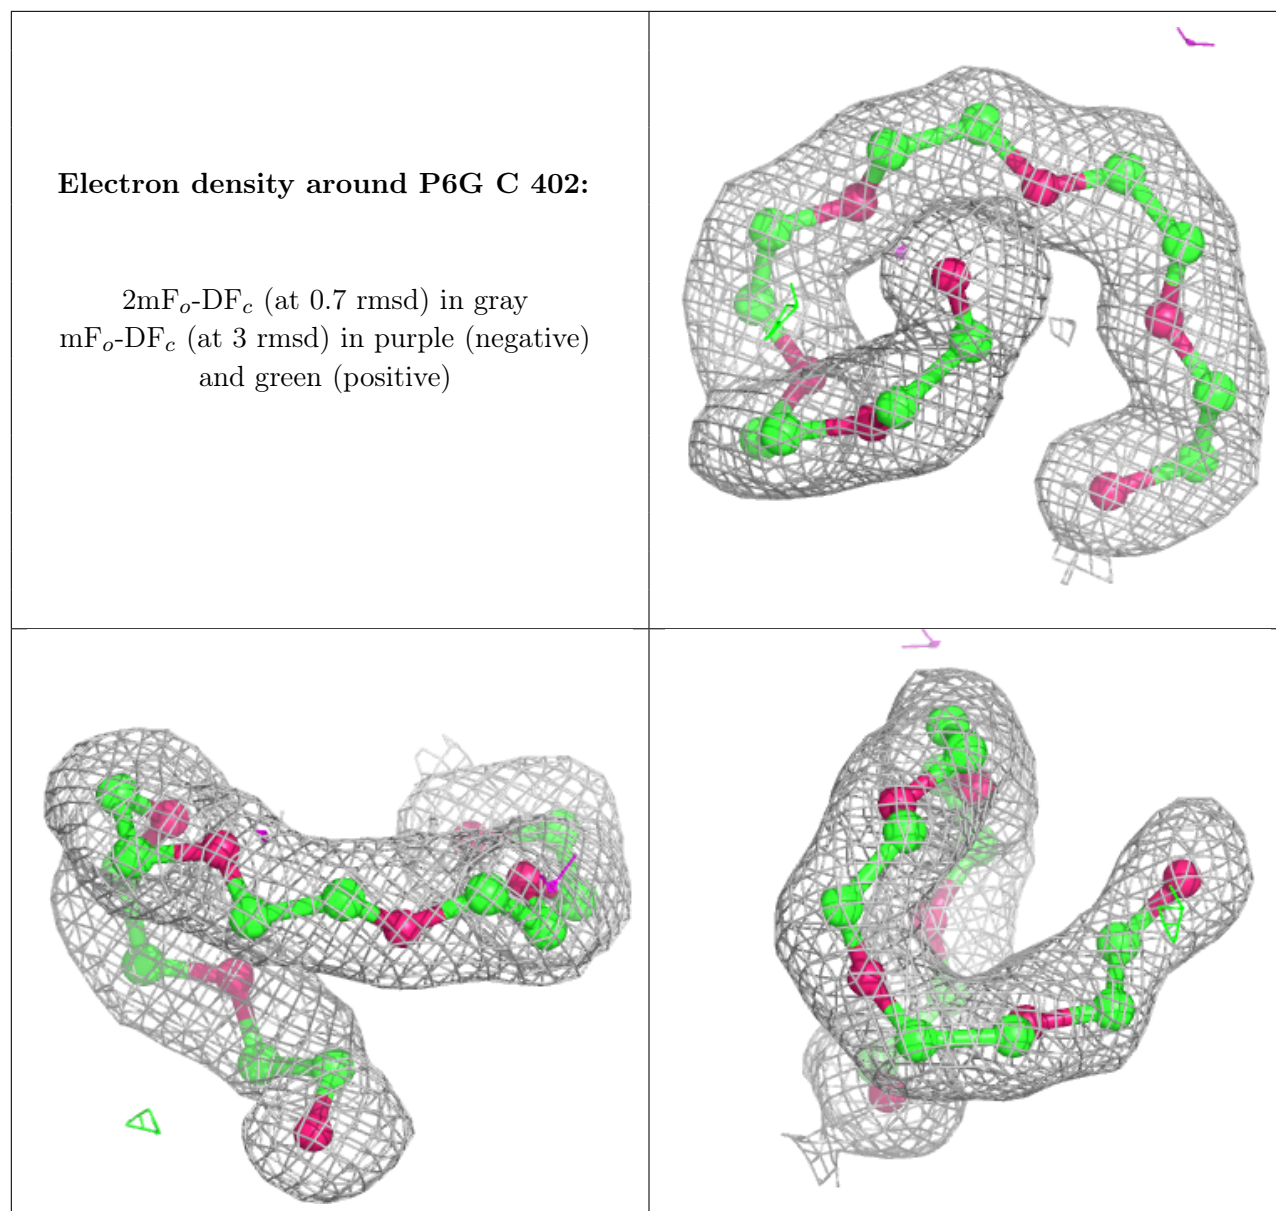 Electron density around P6G C 402:
2mFₒ-DF𝒸 (at 0.7 rmsd) in gray
mFₒ-DF𝒸 (at 3 rmsd) in purple (negative)
and green (positive)